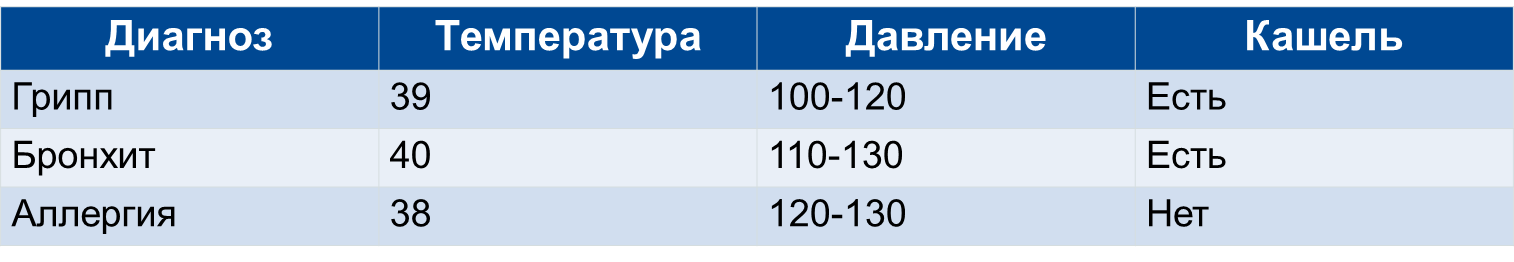 Диагноз Температура Давление Кашель
Грипп 39 100-120 Есть
Бронхит 40 110-130 Есть
Аллергия 38 120-130 Нет